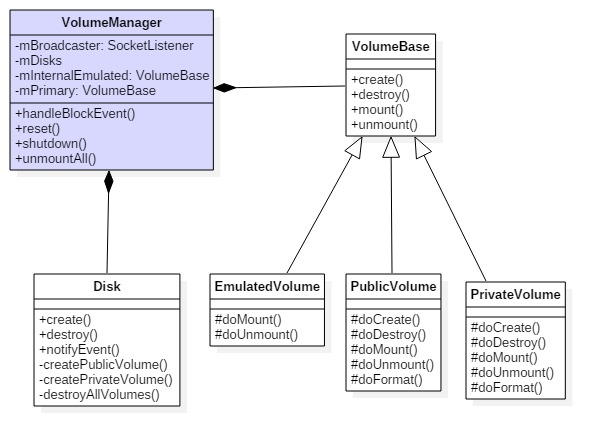 VolumeManager
-mBroadcaster: SocketListener
-mDisks
-mInternalEmulated: VolumeBase
-mPrimary: VolumeBase
+handleBlockEvent()
+reset()
+shutdown()
+unmountAll()
VolumeBase
+create()
+destroy()
+mount()
+unmount()
Disk
+create()
+destroy()
+notifyEvent()
-createPublicVolume()
-createPrivateVolume()
-destroyAllVolumes()
EmulatedVolume
#doMount()
#doUnmount()
PublicVolume
#doCreate()
#doDestroy()
#doMount()
#doUnmount()
#doFormat()
PrivateVolume
#doCreate()
#doDestroy()
#doMount()
#doUnmount()
#doFormat()